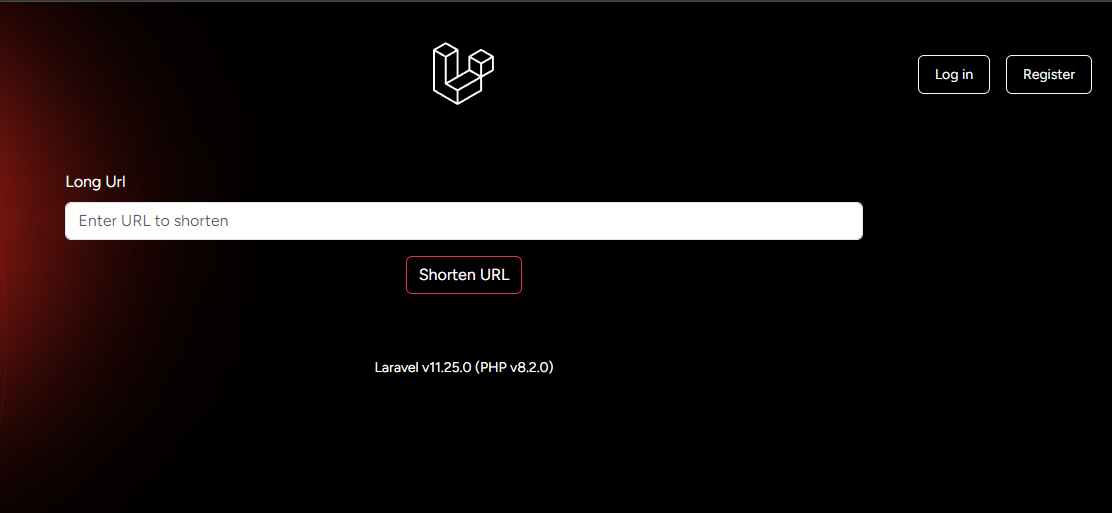 Log in
Register
Long Url
Enter URL to shorten
Shorten URL
Laravel v11.25.0 (PHP v8.2.0)